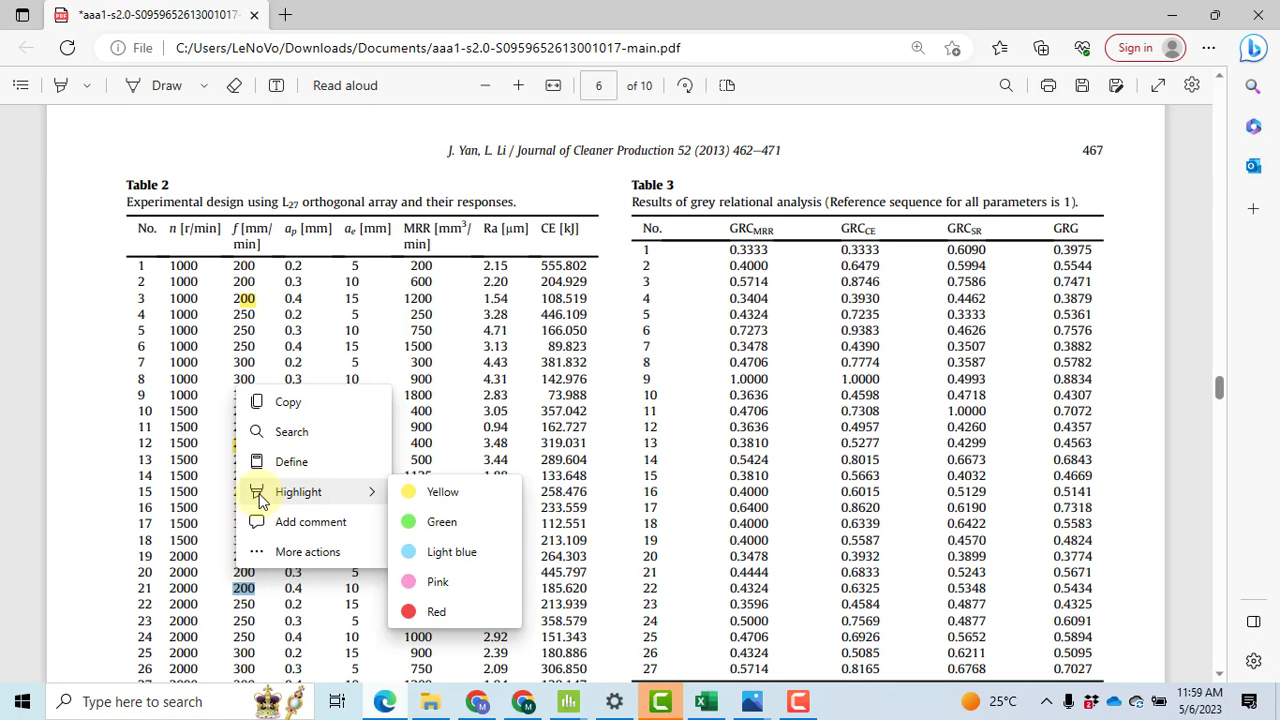 *aaa1-s2.0-S0959652613001017-
File C:/Users/LeNoVo/Downloads/Documents/aaa1-s2.0-S0959652613001017-main.pdf Sign in
Draw Read aloud 6 of 10
J. Yan, L. Li / Journal of Cleaner Production 52 (2013) 462–471 467
Table 2
Experimental design using L27 orthogonal array and their responses.
No. n [r/min] f [mm/min] ap [mm] ae [mm] MRR [mm3/min] Ra [μm] CE [kJ]
1 1000 200 0.2 5 200 2.15 555.802
2 1000 200 0.3 10 600 2.20 204.929
3 1000 200 0.4 15 1200 1.54 108.519
4 1000 250 0.2 5 250 3.28 446.109
5 1000 250 0.3 10 750 4.71 166.050
6 1000 250 0.4 15 1500 3.13 89.823
7 1000 300 0.2 5 300 4.43 381.832
8 1000 300 0.3 10 900 4.31 142.976
9 1000 1800 2.83 73.988
10 1500 400 3.05 357.042
11 1500 900 0.94 162.727
12 1500 400 3.48 319.031
13 1500 500 3.44 289.604
14 1500 133.648
15 1500 258.476
16 1500 233.559
17 1500 112.551
18 1500 213.109
19 2000 264.303
20 2000 200 0.3 5 445.797
21 2000 200 0.4 10 185.620
22 2000 250 0.2 15 213.939
23 2000 250 0.3 5 358.579
24 2000 250 0.4 10 1000 2.92 151.343
25 2000 300 0.2 15 900 2.39 180.886
26 2000 300 0.3 5 750 2.09 306.850
Table 3
Results of grey relational analysis (Reference sequence for all parameters is 1).
No. GRCMRR GRCCE GRCSR GRG
1 0.3333 0.3333 0.6090 0.3975
2 0.4000 0.6479 0.5994 0.5544
3 0.5714 0.8746 0.7586 0.7471
4 0.3404 0.3930 0.4462 0.3879
5 0.4324 0.7235 0.3333 0.5361
6 0.7273 0.9383 0.4626 0.7576
7 0.3478 0.4390 0.3507 0.3882
8 0.4706 0.7774 0.3587 0.5782
9 1.0000 1.0000 0.4993 0.8834
10 0.3636 0.4598 0.4718 0.4307
11 0.4706 0.7308 1.0000 0.7072
12 0.3636 0.4957 0.4260 0.4357
13 0.3810 0.5277 0.4299 0.4563
14 0.5424 0.8015 0.6673 0.6843
15 0.3810 0.5663 0.4032 0.4669
16 0.4000 0.6015 0.5129 0.5141
17 0.6400 0.8620 0.6190 0.7318
18 0.4000 0.6339 0.6422 0.5583
19 0.4000 0.5587 0.4570 0.4824
20 0.3478 0.3932 0.3899 0.3774
21 0.4444 0.6833 0.5243 0.5671
22 0.4324 0.6325 0.5348 0.5434
23 0.3596 0.4584 0.4877 0.4325
24 0.5000 0.7569 0.4877 0.6091
25 0.4706 0.6926 0.5652 0.5894
26 0.4324 0.5085 0.6211 0.5095
27 0.5714 0.8165 0.6768 0.7027
Copy
Search
Define
Highlight
Add comment
More actions
Yellow
Green
Light blue
Pink
Red
Type here to search
25°C
11:59 AM
5/6/2023